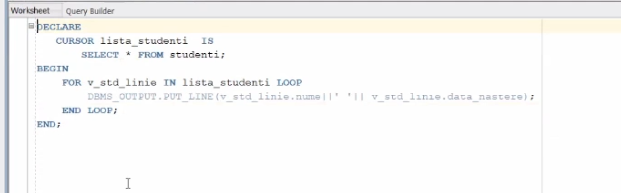 Worksheet Query Builder
DECLARE
CURSOR lista_studenti IS
SELECT * FROM studenti;
BEGIN
FOR v_std_linie IN lista_studenti LOOP
DBMS_OUTPUT.PUT_LINE(v_std_linie.nume||' '|| v_std_linie.data_nastere);
END LOOP;
END;